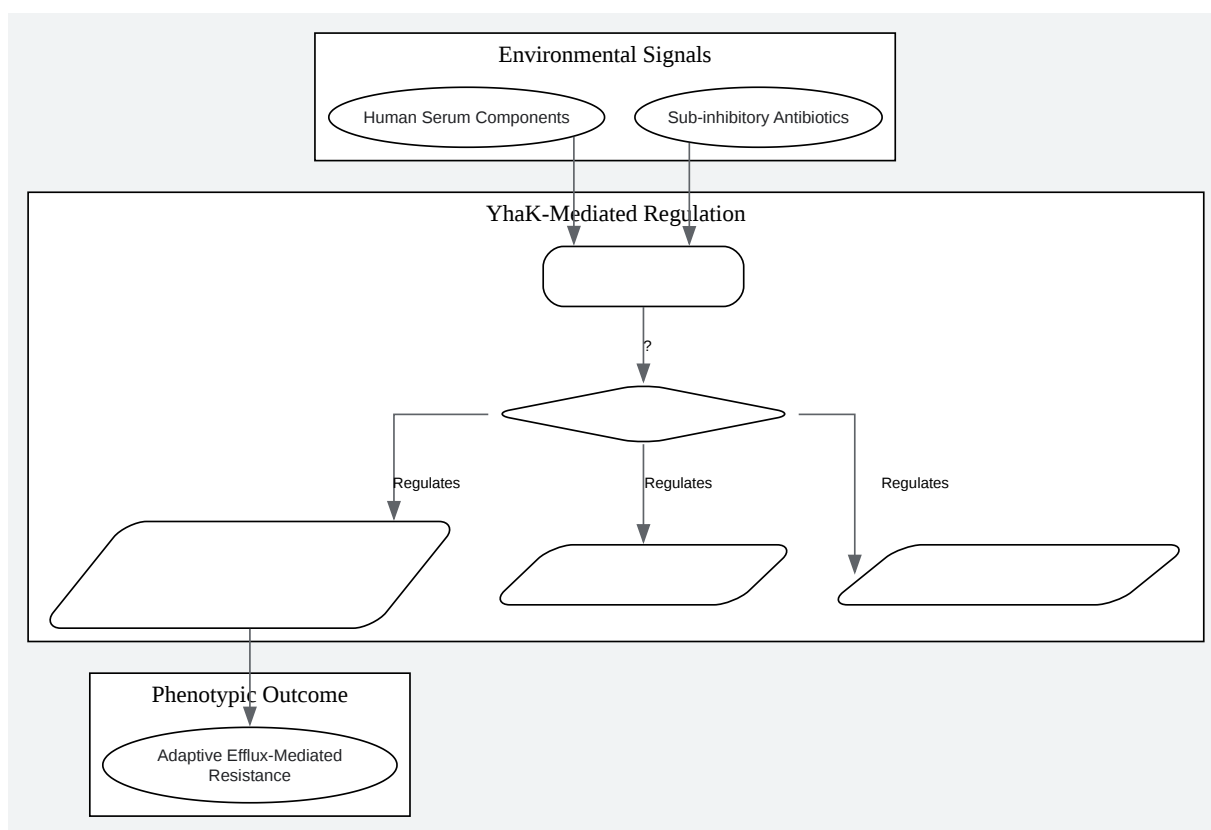 Environmental Signals
Human Serum Components
Sub-inhibitory Antibiotics
YhaK-Mediated Regulation
?
Regulates
Regulates
Regulates
Phenotypic Outcome
Adaptive Efflux-Mediated
Resistance